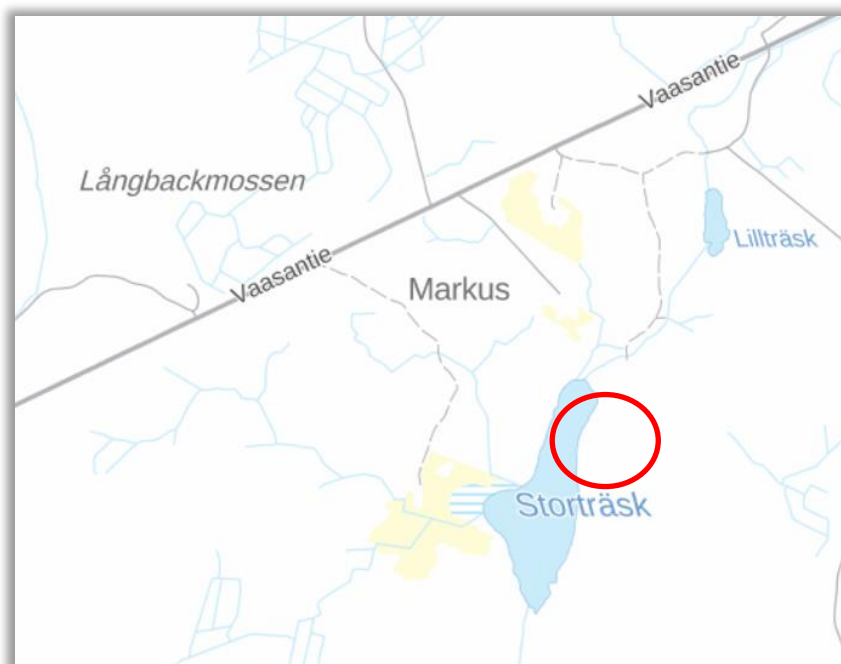 Vaasantie
Långbackmossen
Lillträsk
Vaasantie
Markus
Storträsk